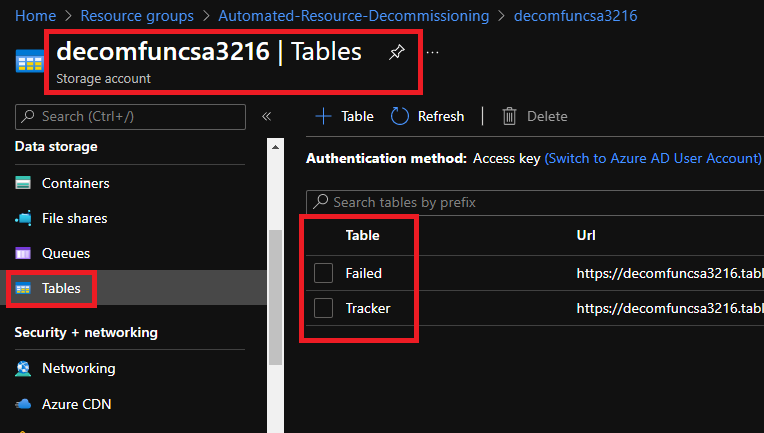 Home > Resource groups > Automated-Resource-Decommissioning > decomfuncsa3216
decomfuncsa3216 | Tables ...
Storage account
Search (Ctrl+/) «
Data storage
Containers
File shares
Queues
Tables
Security + networking
Networking
Azure CDN
+ Table Refresh | Delete
Authentication method: Access key (Switch to Azure AD User Account)
Search tables by prefix
Table Url
Failed https://decomfuncsa3216.tabl
Tracker https://decomfuncsa3216.tabl